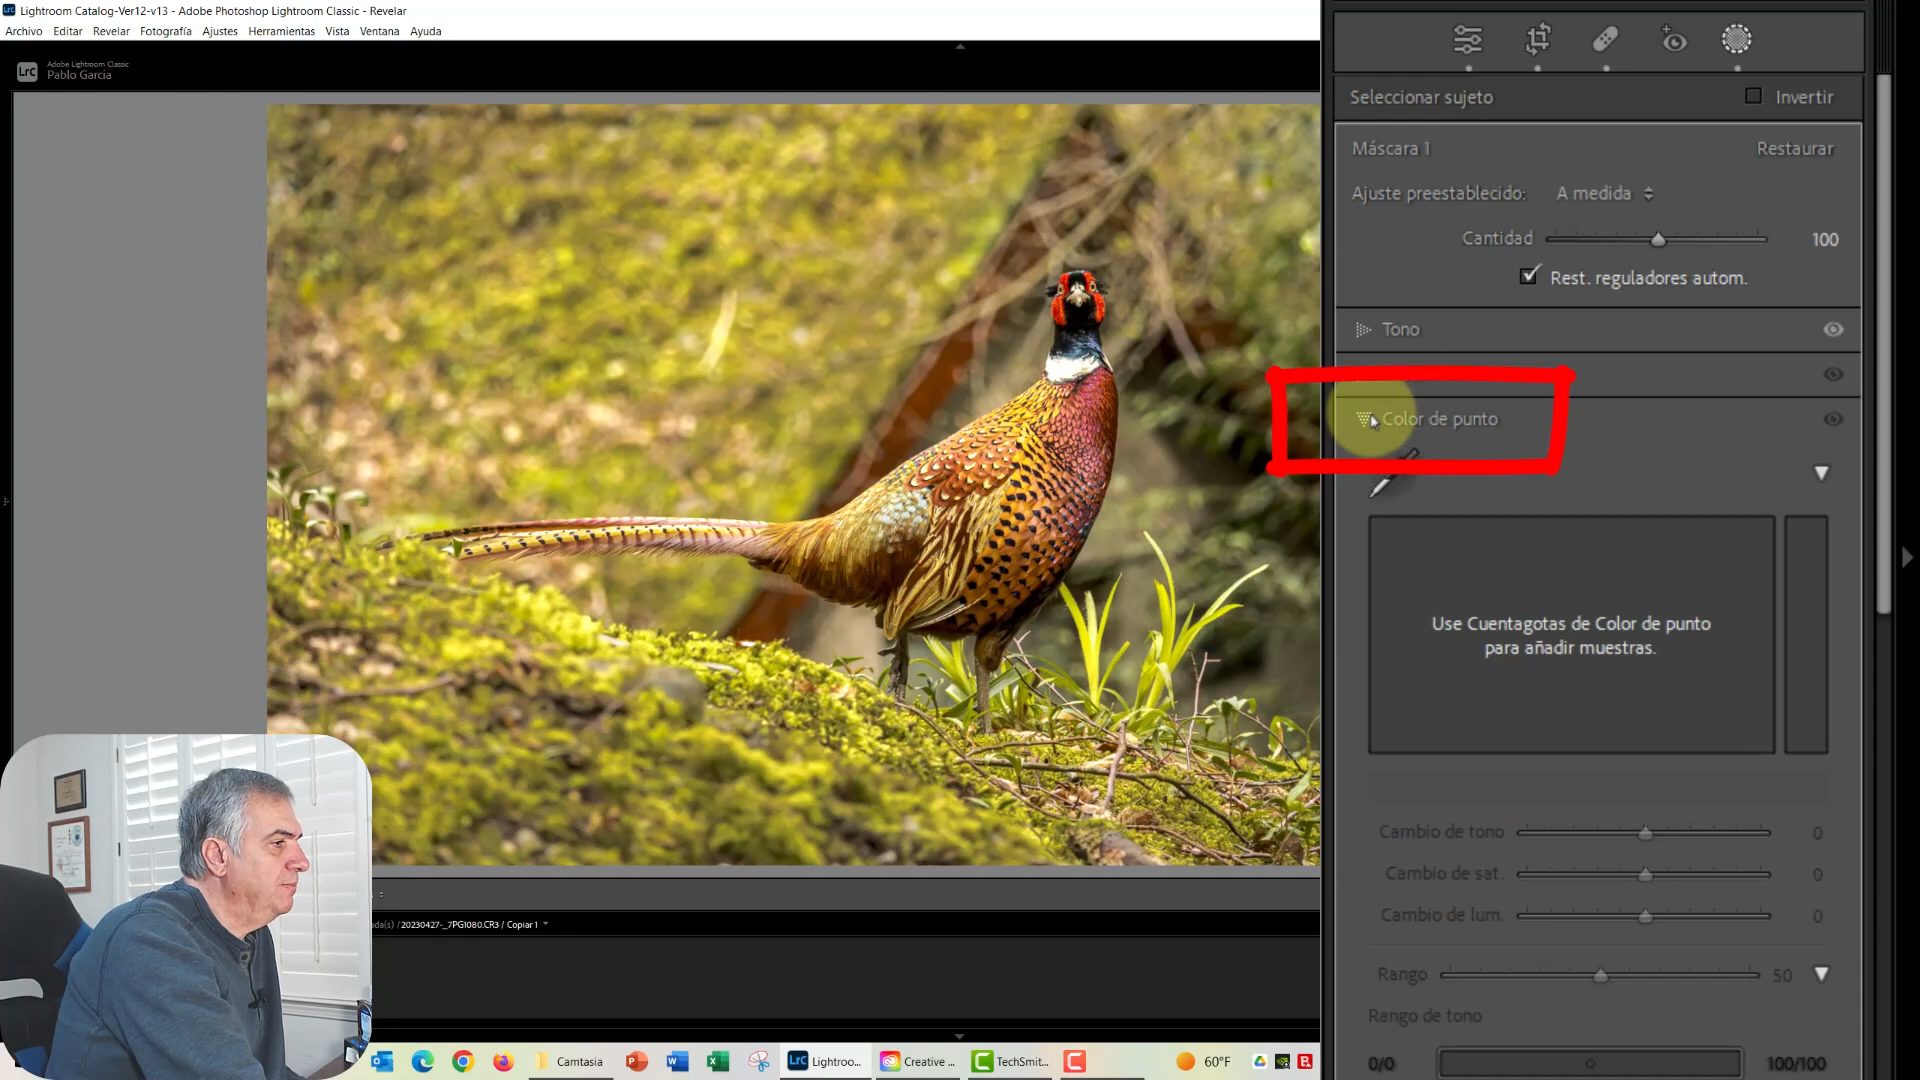 Lightroom Catalog-Ver12-v13 - Adobe Photoshop Lightroom Classic - Revelar
Archivo Editar Revelar Fotografía Ajustes Herramientas Vista Ventana Ayuda
LrC
Adobe Lightroom Classic
Pablo Garcia
Seleccionar sujeto
Invertir
Máscara 1
Restaurar
Ajuste preestablecido: A medida
Cantidad 100
Rest. reguladores autom.
Tono
Color de punto
Use Cuentagotas de Color de punto
para añadir muestras.
Cambio de tono 0
Cambio de sat. 0
Cambio de lum. 0
Rango 50
Rango de tono
0/0 100/100
/20230427-_7PG1080.CR3 / Copiar 1
Camtasia
LrC
Lightroo...
Creative ...
TechSmit...
60°F